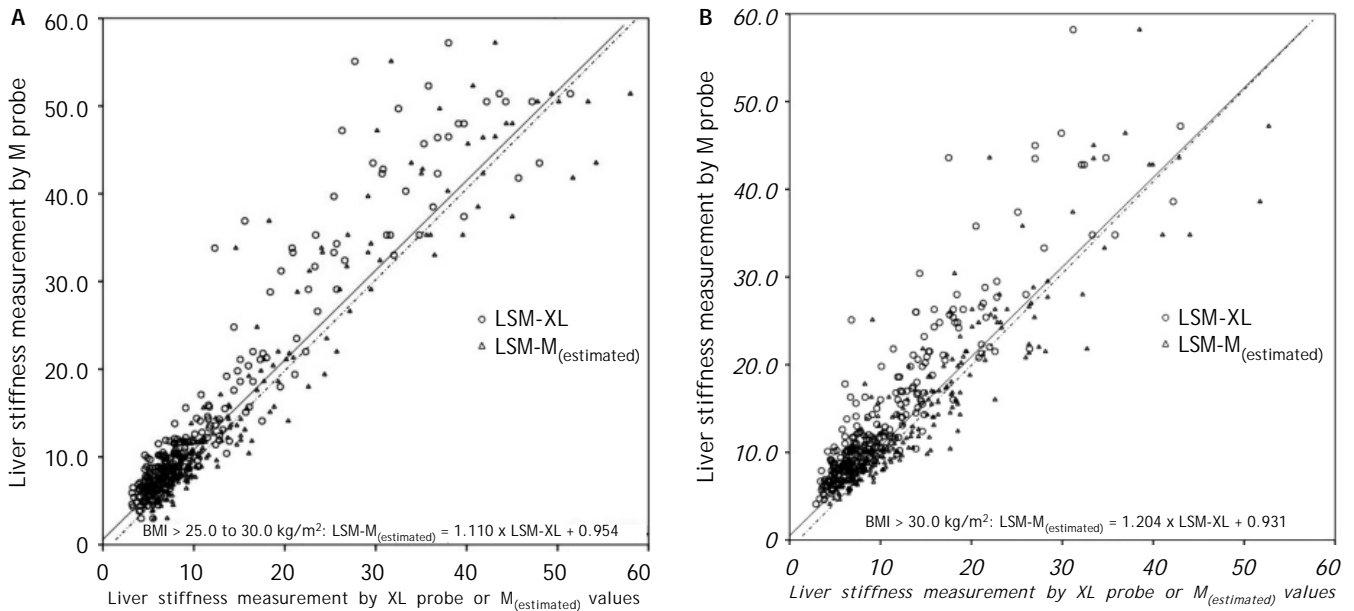 A
Liver stiffness measurement by M probe
60.0
50.0
40.0
30.0
20.0
10.0
0
○ LSM-XL
▵ LSM-M(estimated)
BMI > 25.0 to 30.0 kg/m²: LSM-M(estimated) = 1.110 x LSM-XL + 0.954
0 10 20 30 40 50 60
Liver stiffness measurement by XL probe or M(estimated) values
B
Liver stiffness measurement by M probe
60.0
50.0
40.0
30.0
20.0
10.0
0
○ LSM-XL
▵ LSM-M(estimated)
BMI > 30.0 kg/m²: LSM-M(estimated) = 1.204 x LSM-XL + 0.931
0 10 20 30 40 50 60
Liver stiffness measurement by XL probe or M(estimated) values